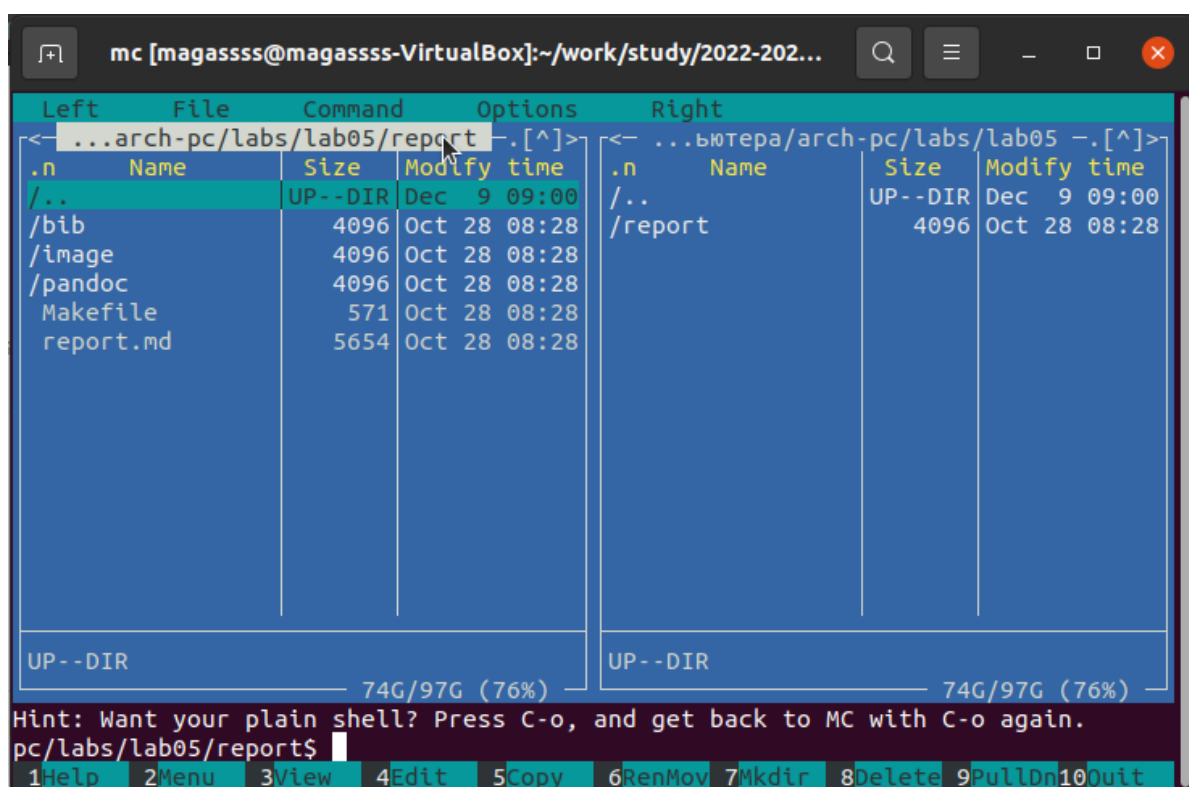 mc [magassss@magassss-VirtualBox]:~/work/study/2022-202...
Left File Command Options Right
<─ ...arch-pc/labs/lab05/report ─.[^]>
<─ ...ьютера/arch-pc/labs/lab05 ─.[^]>
.n Name Size Modify time .n Name Size Modify time
/.. UP--DIR Dec 9 09:00 /.. UP--DIR Dec 9 09:00
/bib 4096 Oct 28 08:28 /report 4096 Oct 28 08:28
/image 4096 Oct 28 08:28
/pandoc 4096 Oct 28 08:28
Makefile 571 Oct 28 08:28
report.md 5654 Oct 28 08:28
UP--DIR UP--DIR
74G/97G (76%) 74G/97G (76%)
Hint: Want your plain shell? Press C-o, and get back to MC with C-o again.
pc/labs/lab05/report$
1Help 2Menu 3View 4Edit 5Copy 6RenMov 7Mkdir 8Delete 9PullDn 10Quit